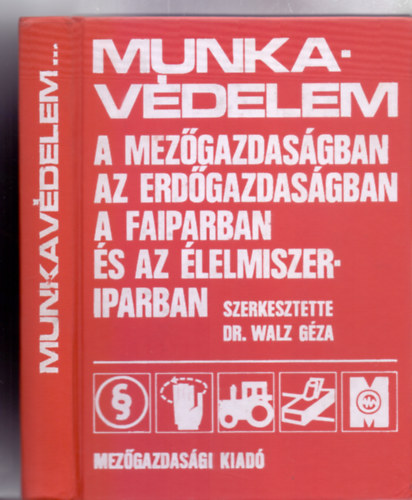 MUNKAVÉDELEM...
MUNKA-
VÉDELEM
A MEZŐGAZDASÁGBAN
AZ ERDŐGAZDASÁGBAN
A FAIPARBAN
ÉS AZ ÉLELMISZER-
IPARBAN
SZERKESZTETTE
DR. WALZ GÉZA
§
M
MEZŐGAZDASÁGI KIADÓ